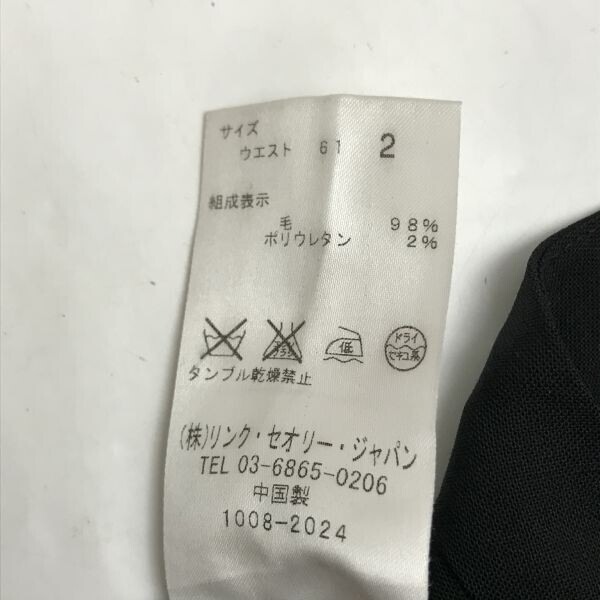 サイズ
ウエスト 61 2
組成表示
毛 98%
ポリウレタン 2%
低
ドライ
セキユ系
タンブル乾燥禁止
(株)リンク・セオリー・ジャパン
TEL 03-6865-0206
中国製
1008-2024